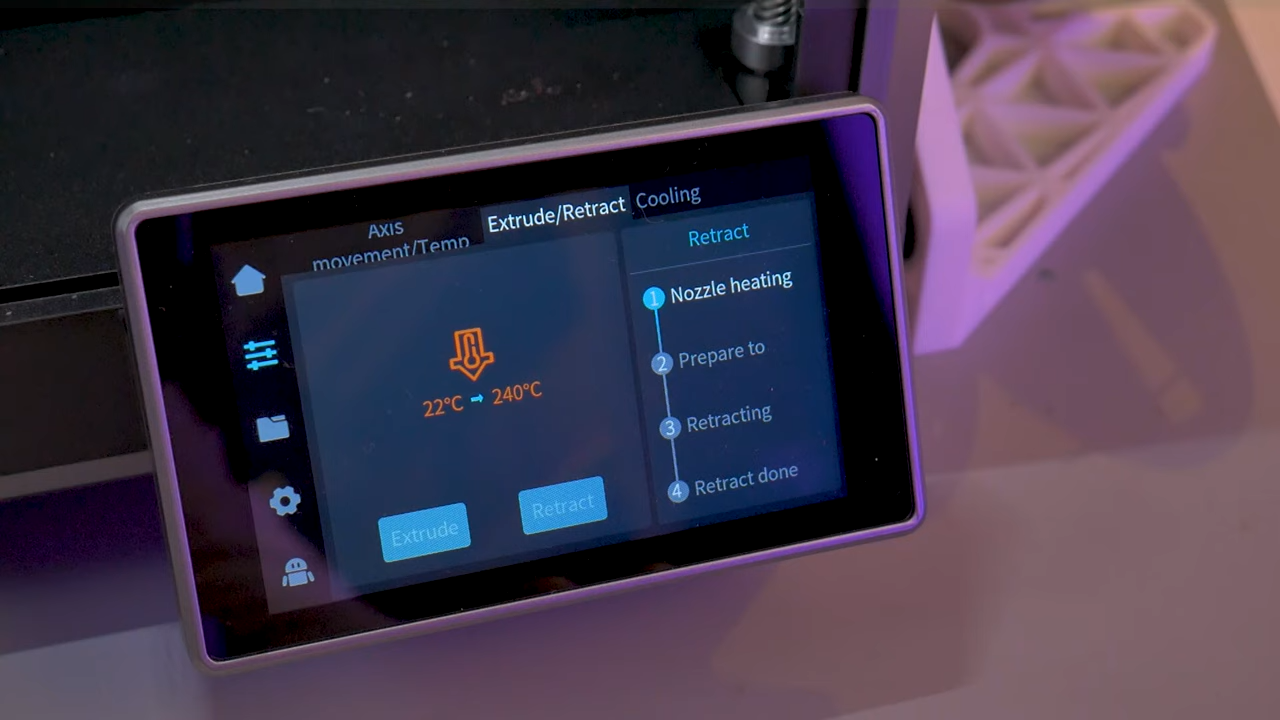 Axis
movement/Temp
Extrude/Retract
Cooling
Retract
1 Nozzle heating
2 Prepare to
3 Retracting
4 Retract done
22°C → 240°C
Extrude
Retract